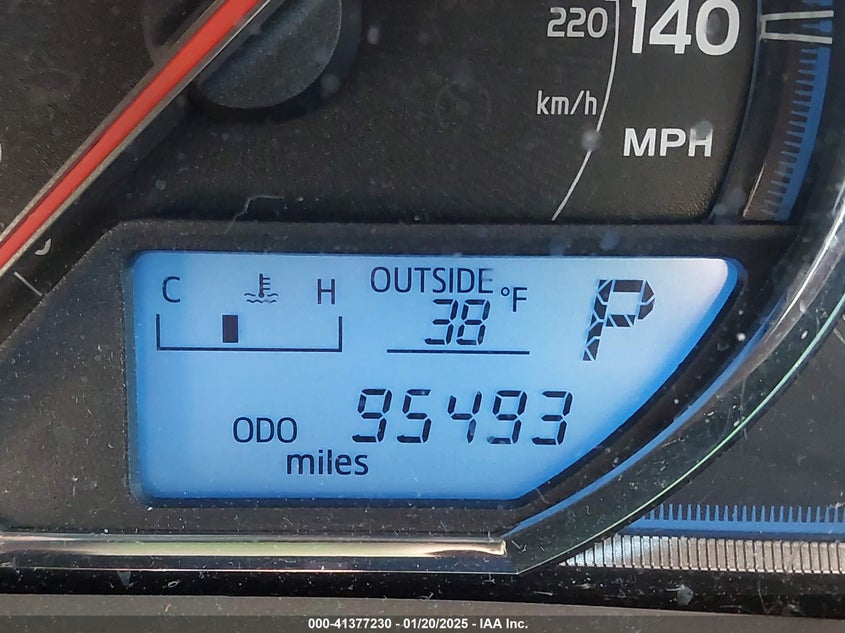 220 140
km/h
MPH
C H OUTSIDE
38 °F P
ODO 95493
miles
000-41377230 - 01/20/2025 - IAA Inc.